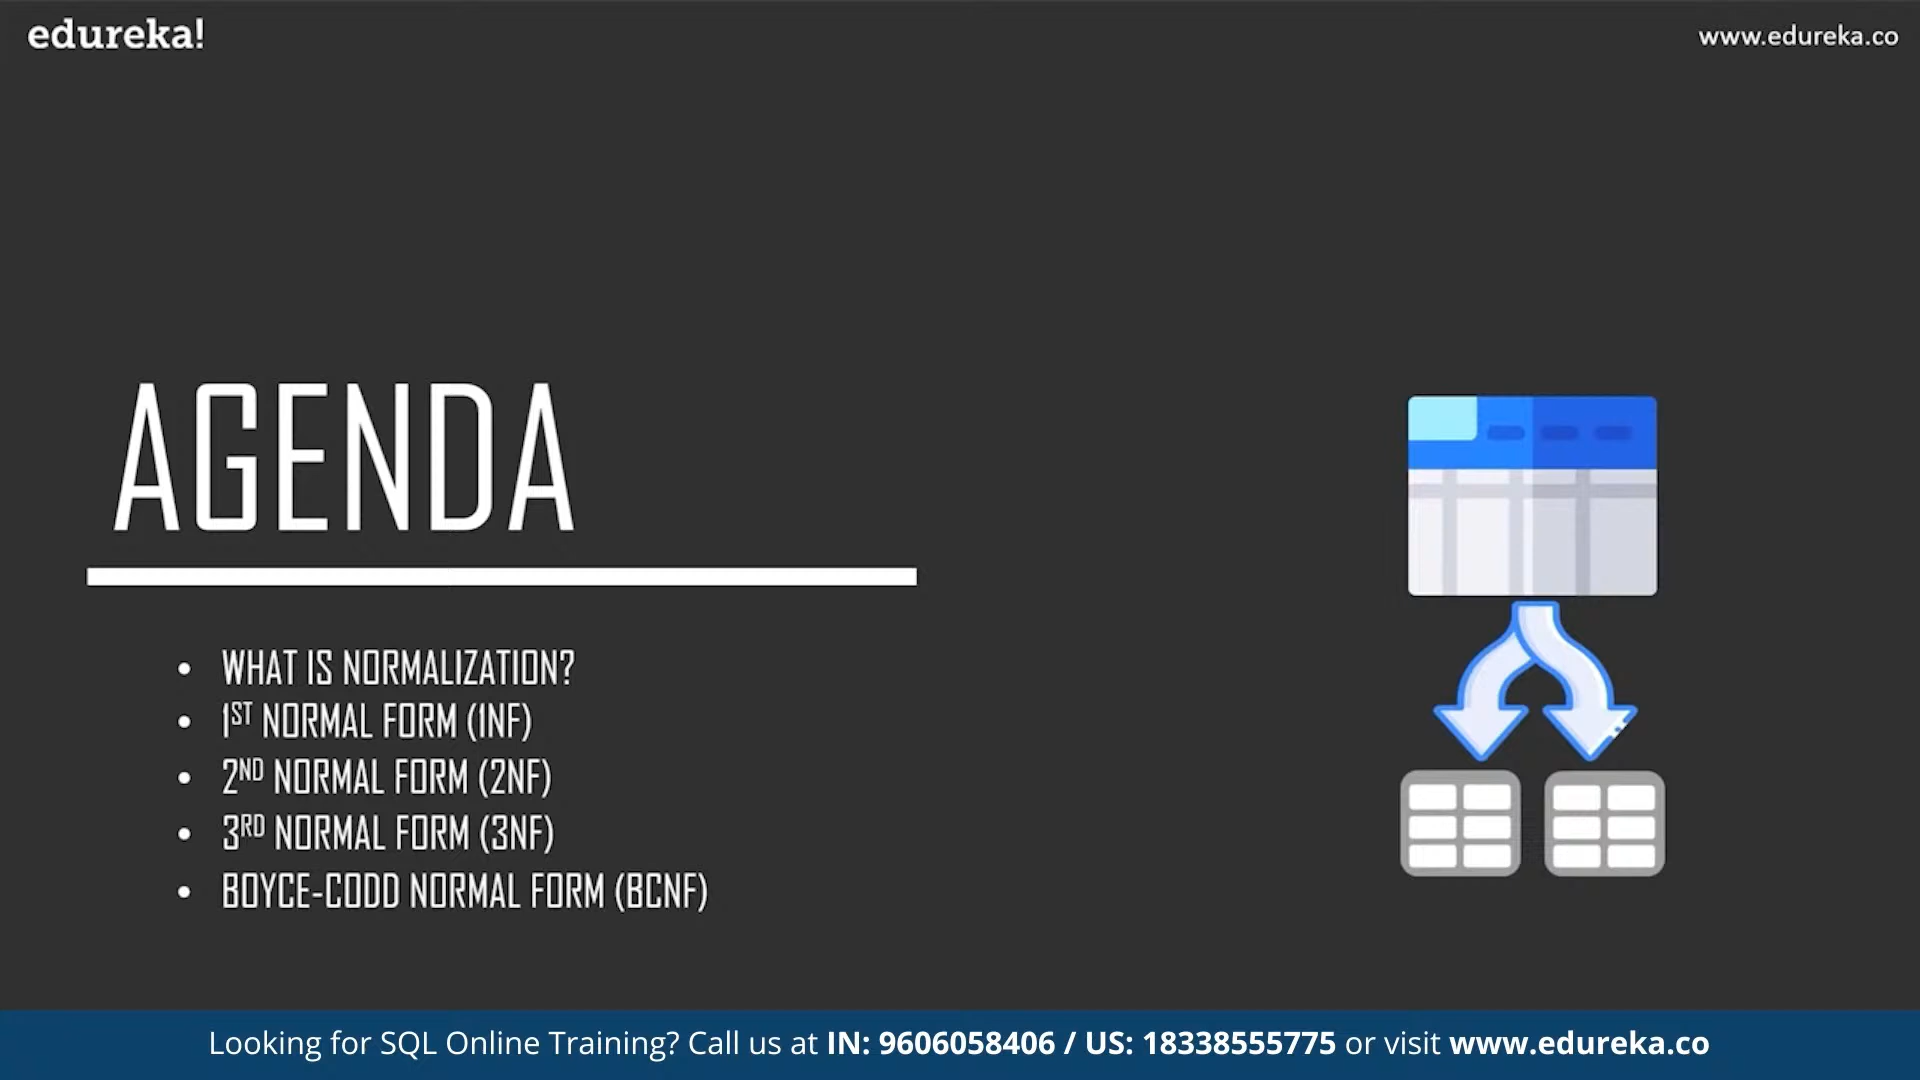 edureka!
www.edureka.co
AGENDA
• WHAT IS NORMALIZATION?
• 1ST NORMAL FORM (1NF)
• 2ND NORMAL FORM (2NF)
• 3RD NORMAL FORM (3NF)
• BOYCE-CODD NORMAL FORM (BCNF)
Looking for SQL Online Training? Call us at IN: 9606058406 / US: 18338555775 or visit www.edureka.co